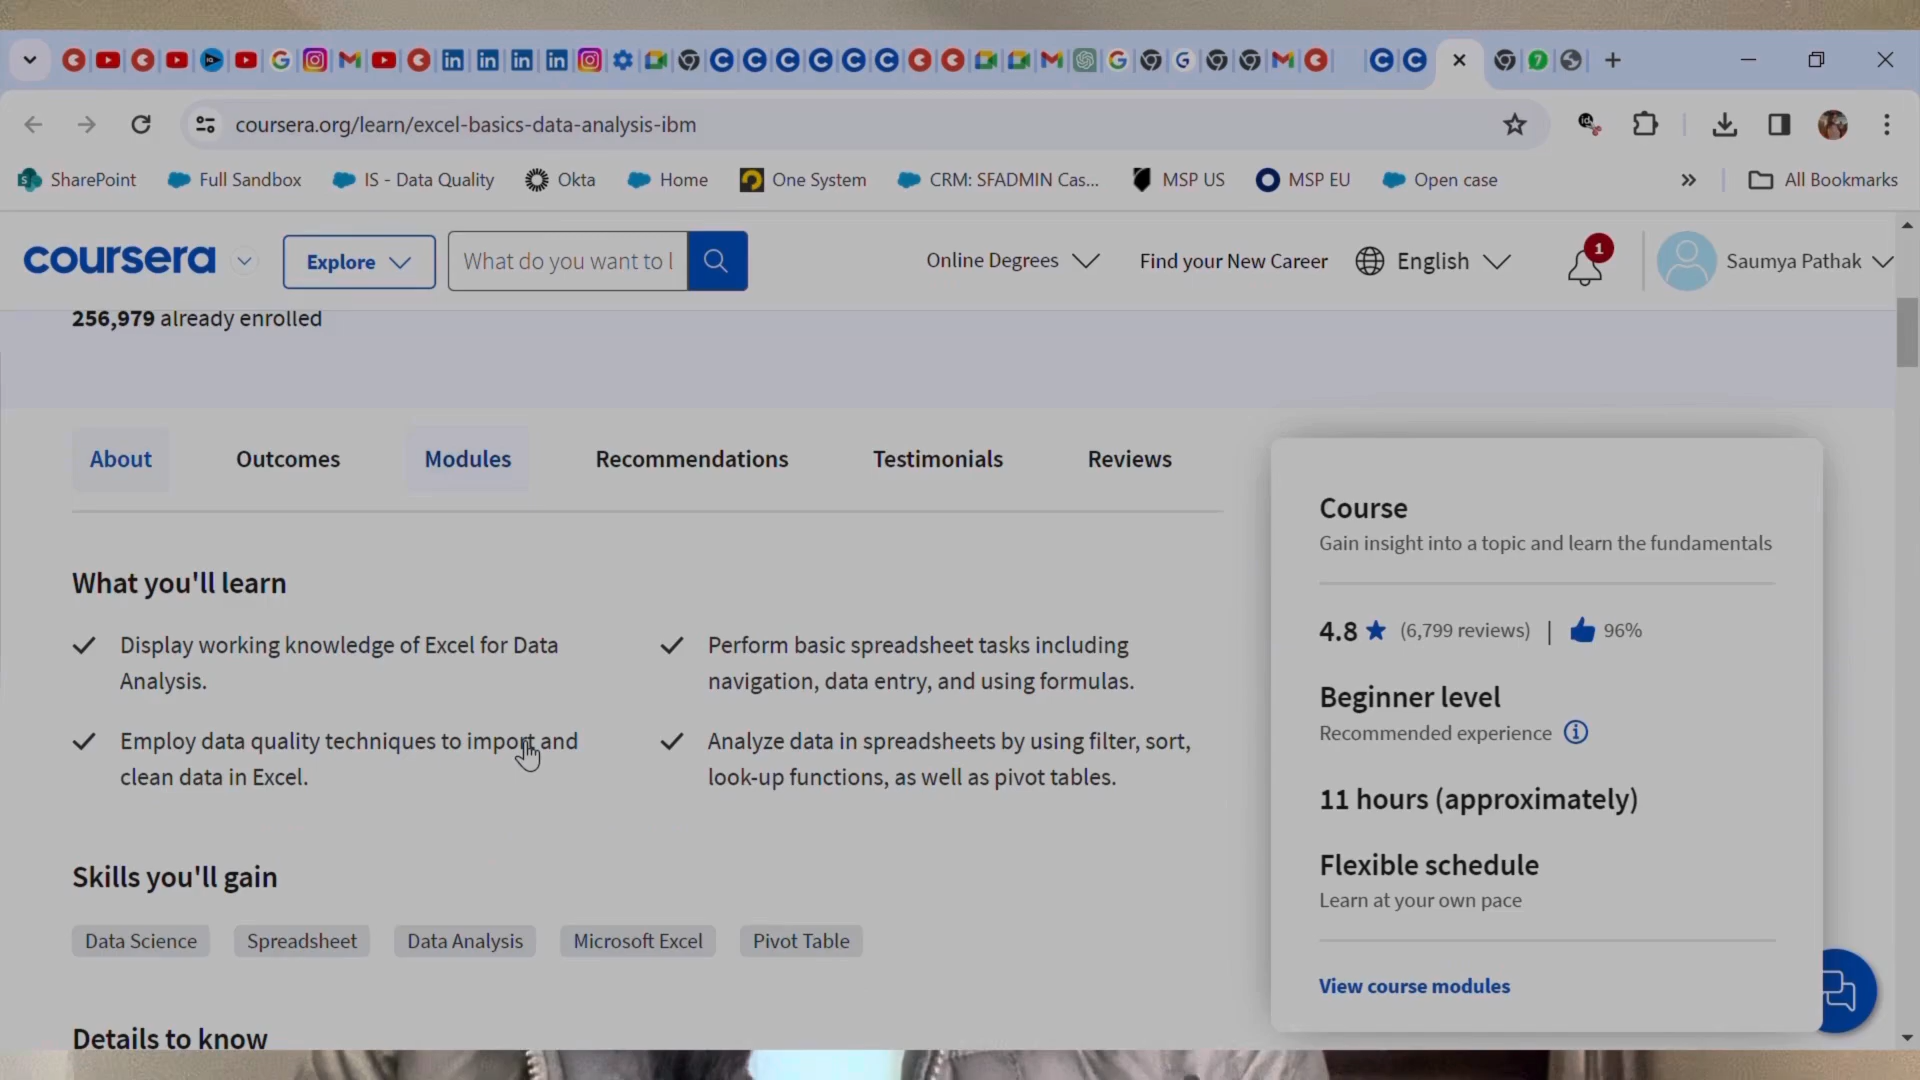 coursera.org/learn/excel-basics-data-analysis-ibm
SharePoint
Full Sandbox
IS - Data Quality
Okta
Home
One System
CRM: SFADMIN Cas...
MSP US
MSP EU
Open case
All Bookmarks
coursera
Explore
What do you want to l
Online Degrees
Find your New Career
English
1
Saumya Pathak
256,979 already enrolled
About
Outcomes
Modules
Recommendations
Testimonials
Reviews
What you'll learn
Display working knowledge of Excel for Data
Analysis.
Employ data quality techniques to import and
clean data in Excel.
Perform basic spreadsheet tasks including
navigation, data entry, and using formulas.
Analyze data in spreadsheets by using filter, sort,
look-up functions, as well as pivot tables.
Skills you'll gain
Data Science
Spreadsheet
Data Analysis
Microsoft Excel
Pivot Table
Details to know
Course
Gain insight into a topic and learn the fundamentals
4.8 (6,799 reviews) | 96%
Beginner level
Recommended experience
11 hours (approximately)
Flexible schedule
Learn at your own pace
View course modules